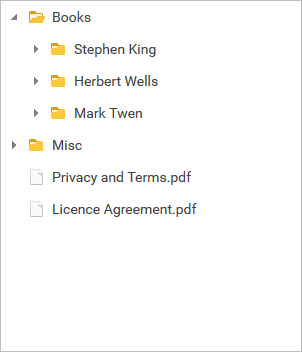 Books
Stephen King
Herbert Wells
Mark Twen
Misc
Privacy and Terms.pdf
Licence Agreement.pdf